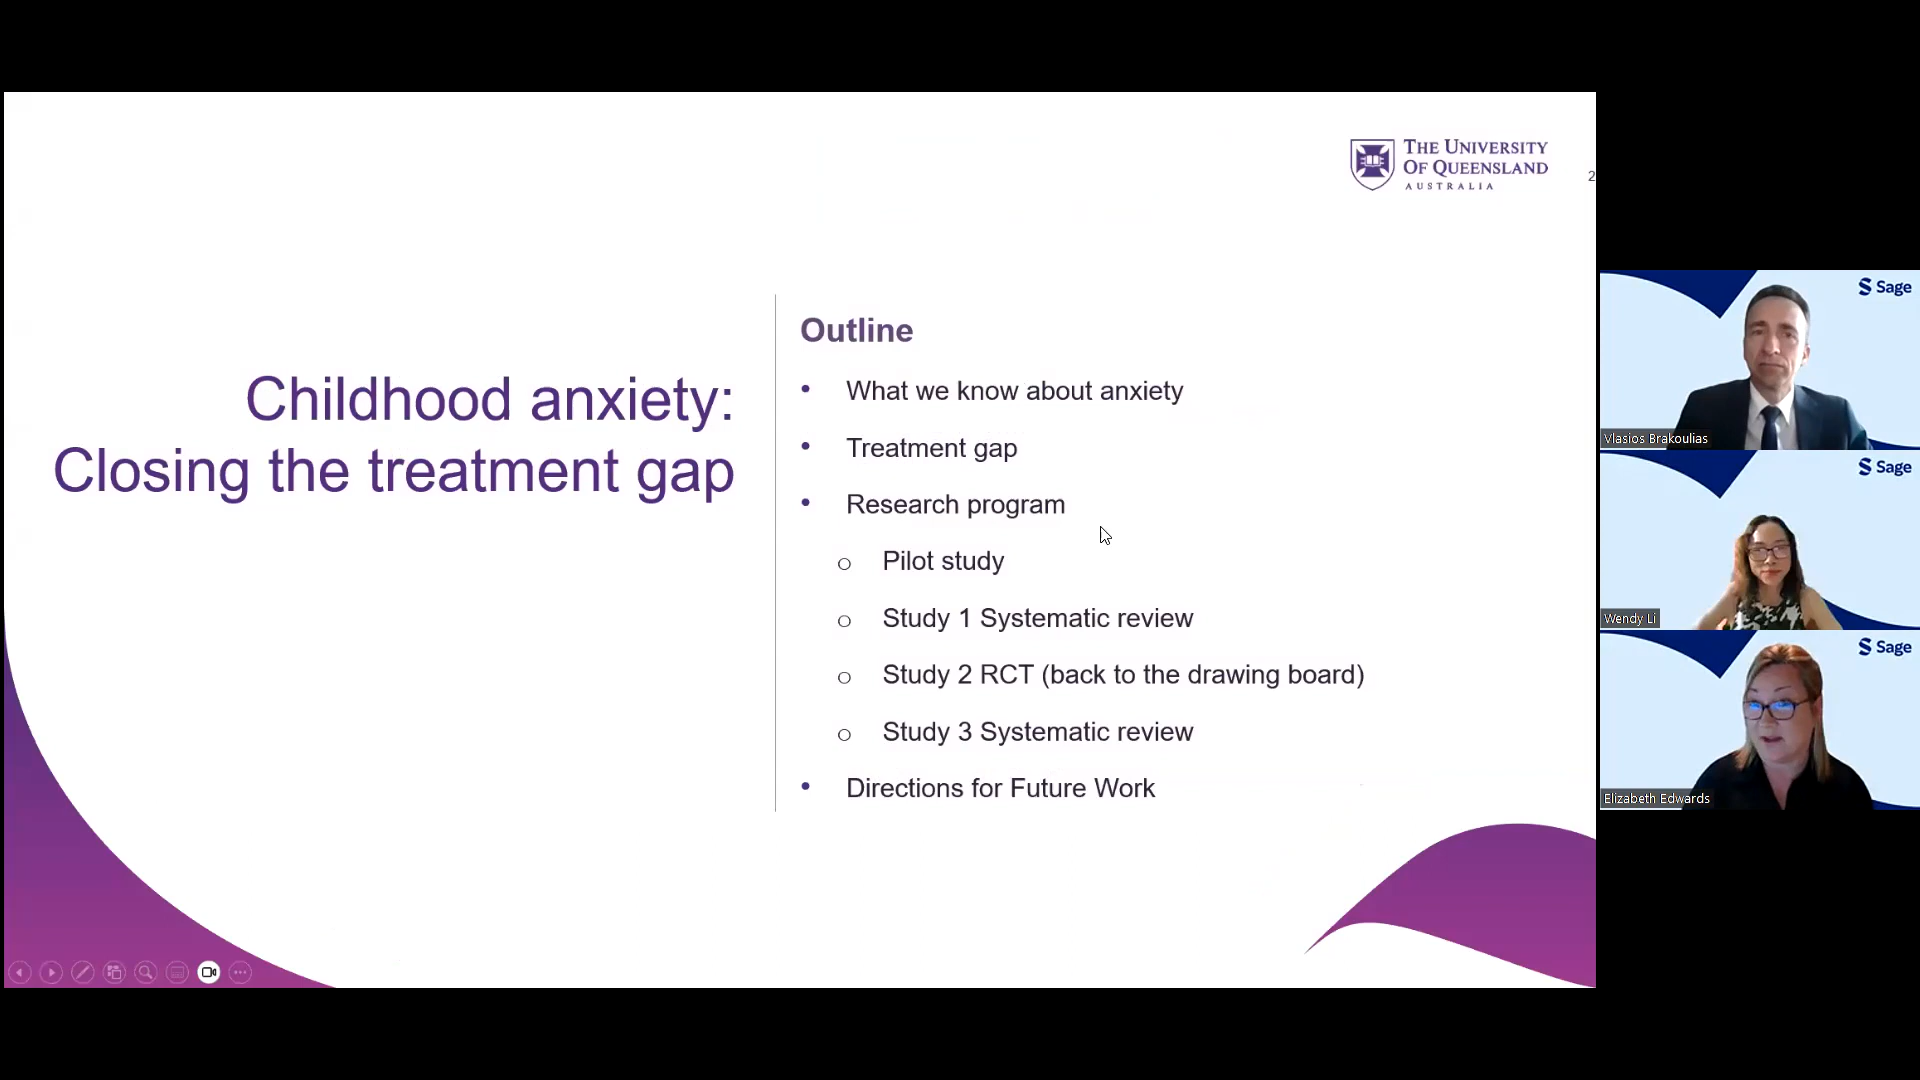 THE UNIVERSITY
OF QUEENSLAND
AUSTRALIA
2
Childhood anxiety:
Closing the treatment gap
Outline
• What we know about anxiety
• Treatment gap
• Research program
o Pilot study
o Study 1 Systematic review
o Study 2 RCT (back to the drawing board)
o Study 3 Systematic review
• Directions for Future Work
Sage
Vlasios Brakoulias
Sage
Wendy Li
Sage
Elizabeth Edwards